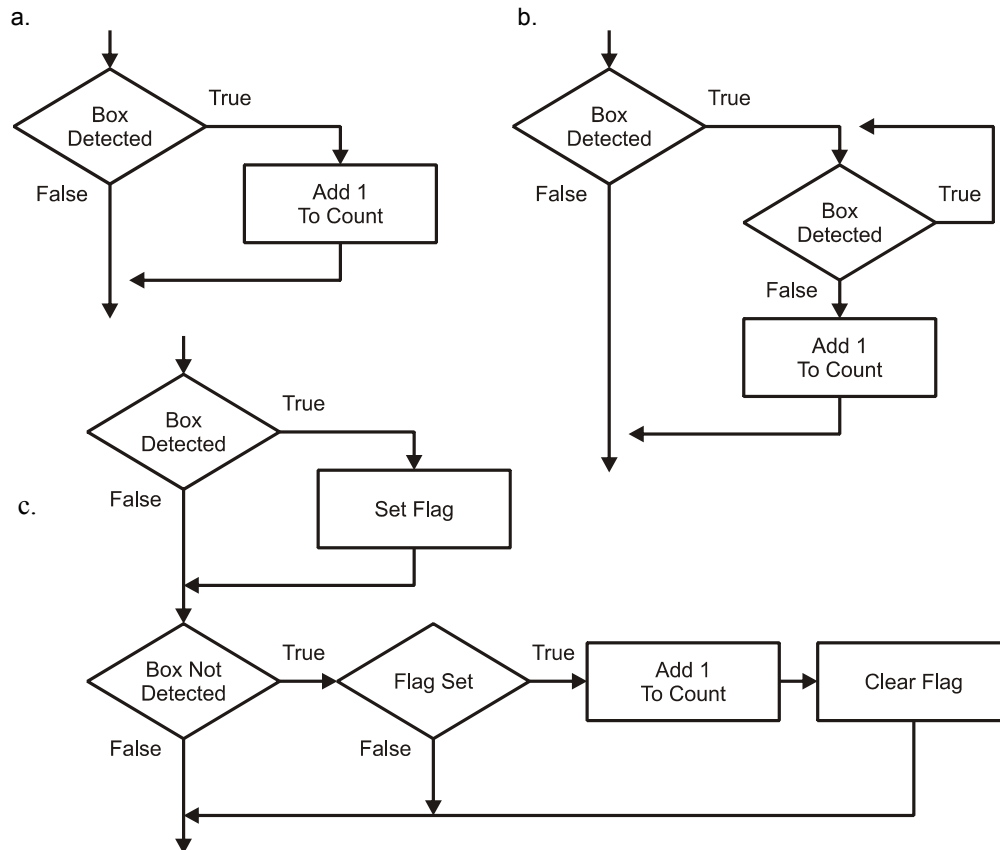 a.
Box
Detected
True
False
Add 1
To Count
b.
Box
Detected
True
False
Box
Detected
True
False
Add 1
To Count
c.
Box
Detected
True
False
Set Flag
Box Not
Detected
True
False
Flag Set
True
False
Add 1
To Count
Clear Flag